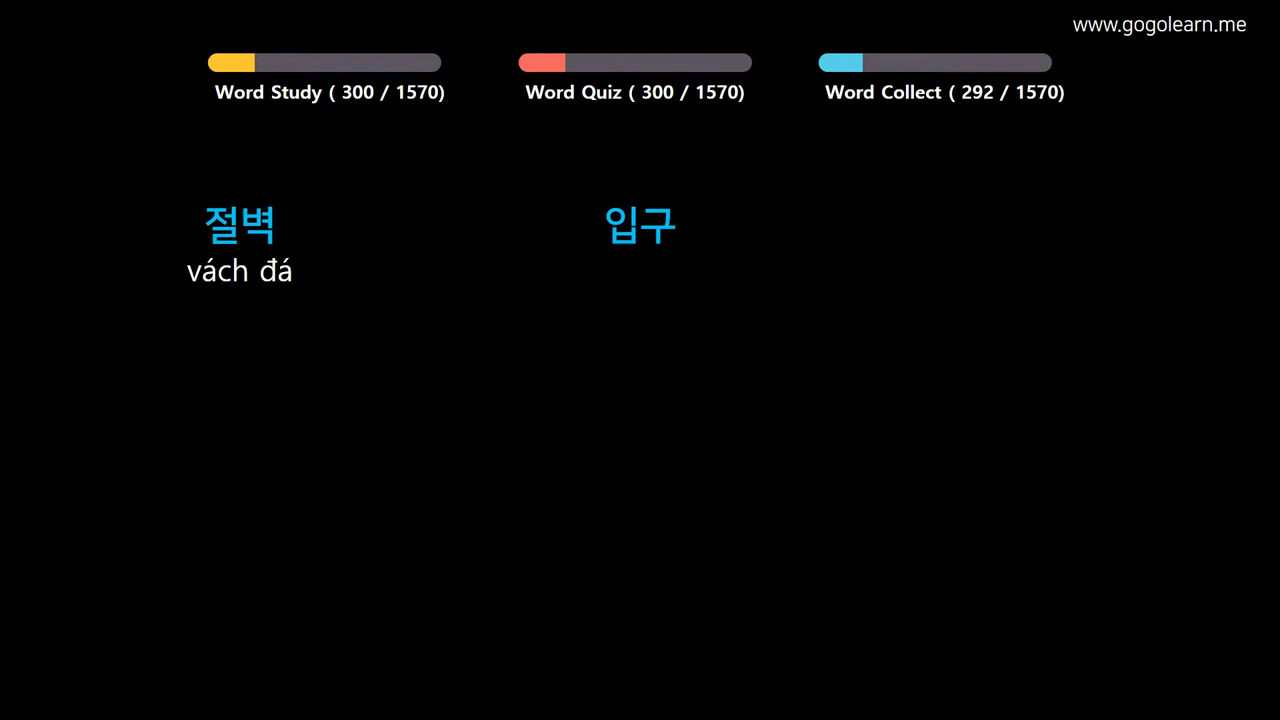 www.gogolearn.me
Word Study ( 300 / 1570)
Word Quiz ( 300 / 1570)
Word Collect ( 292 / 1570)
절벽
vách đá
입구